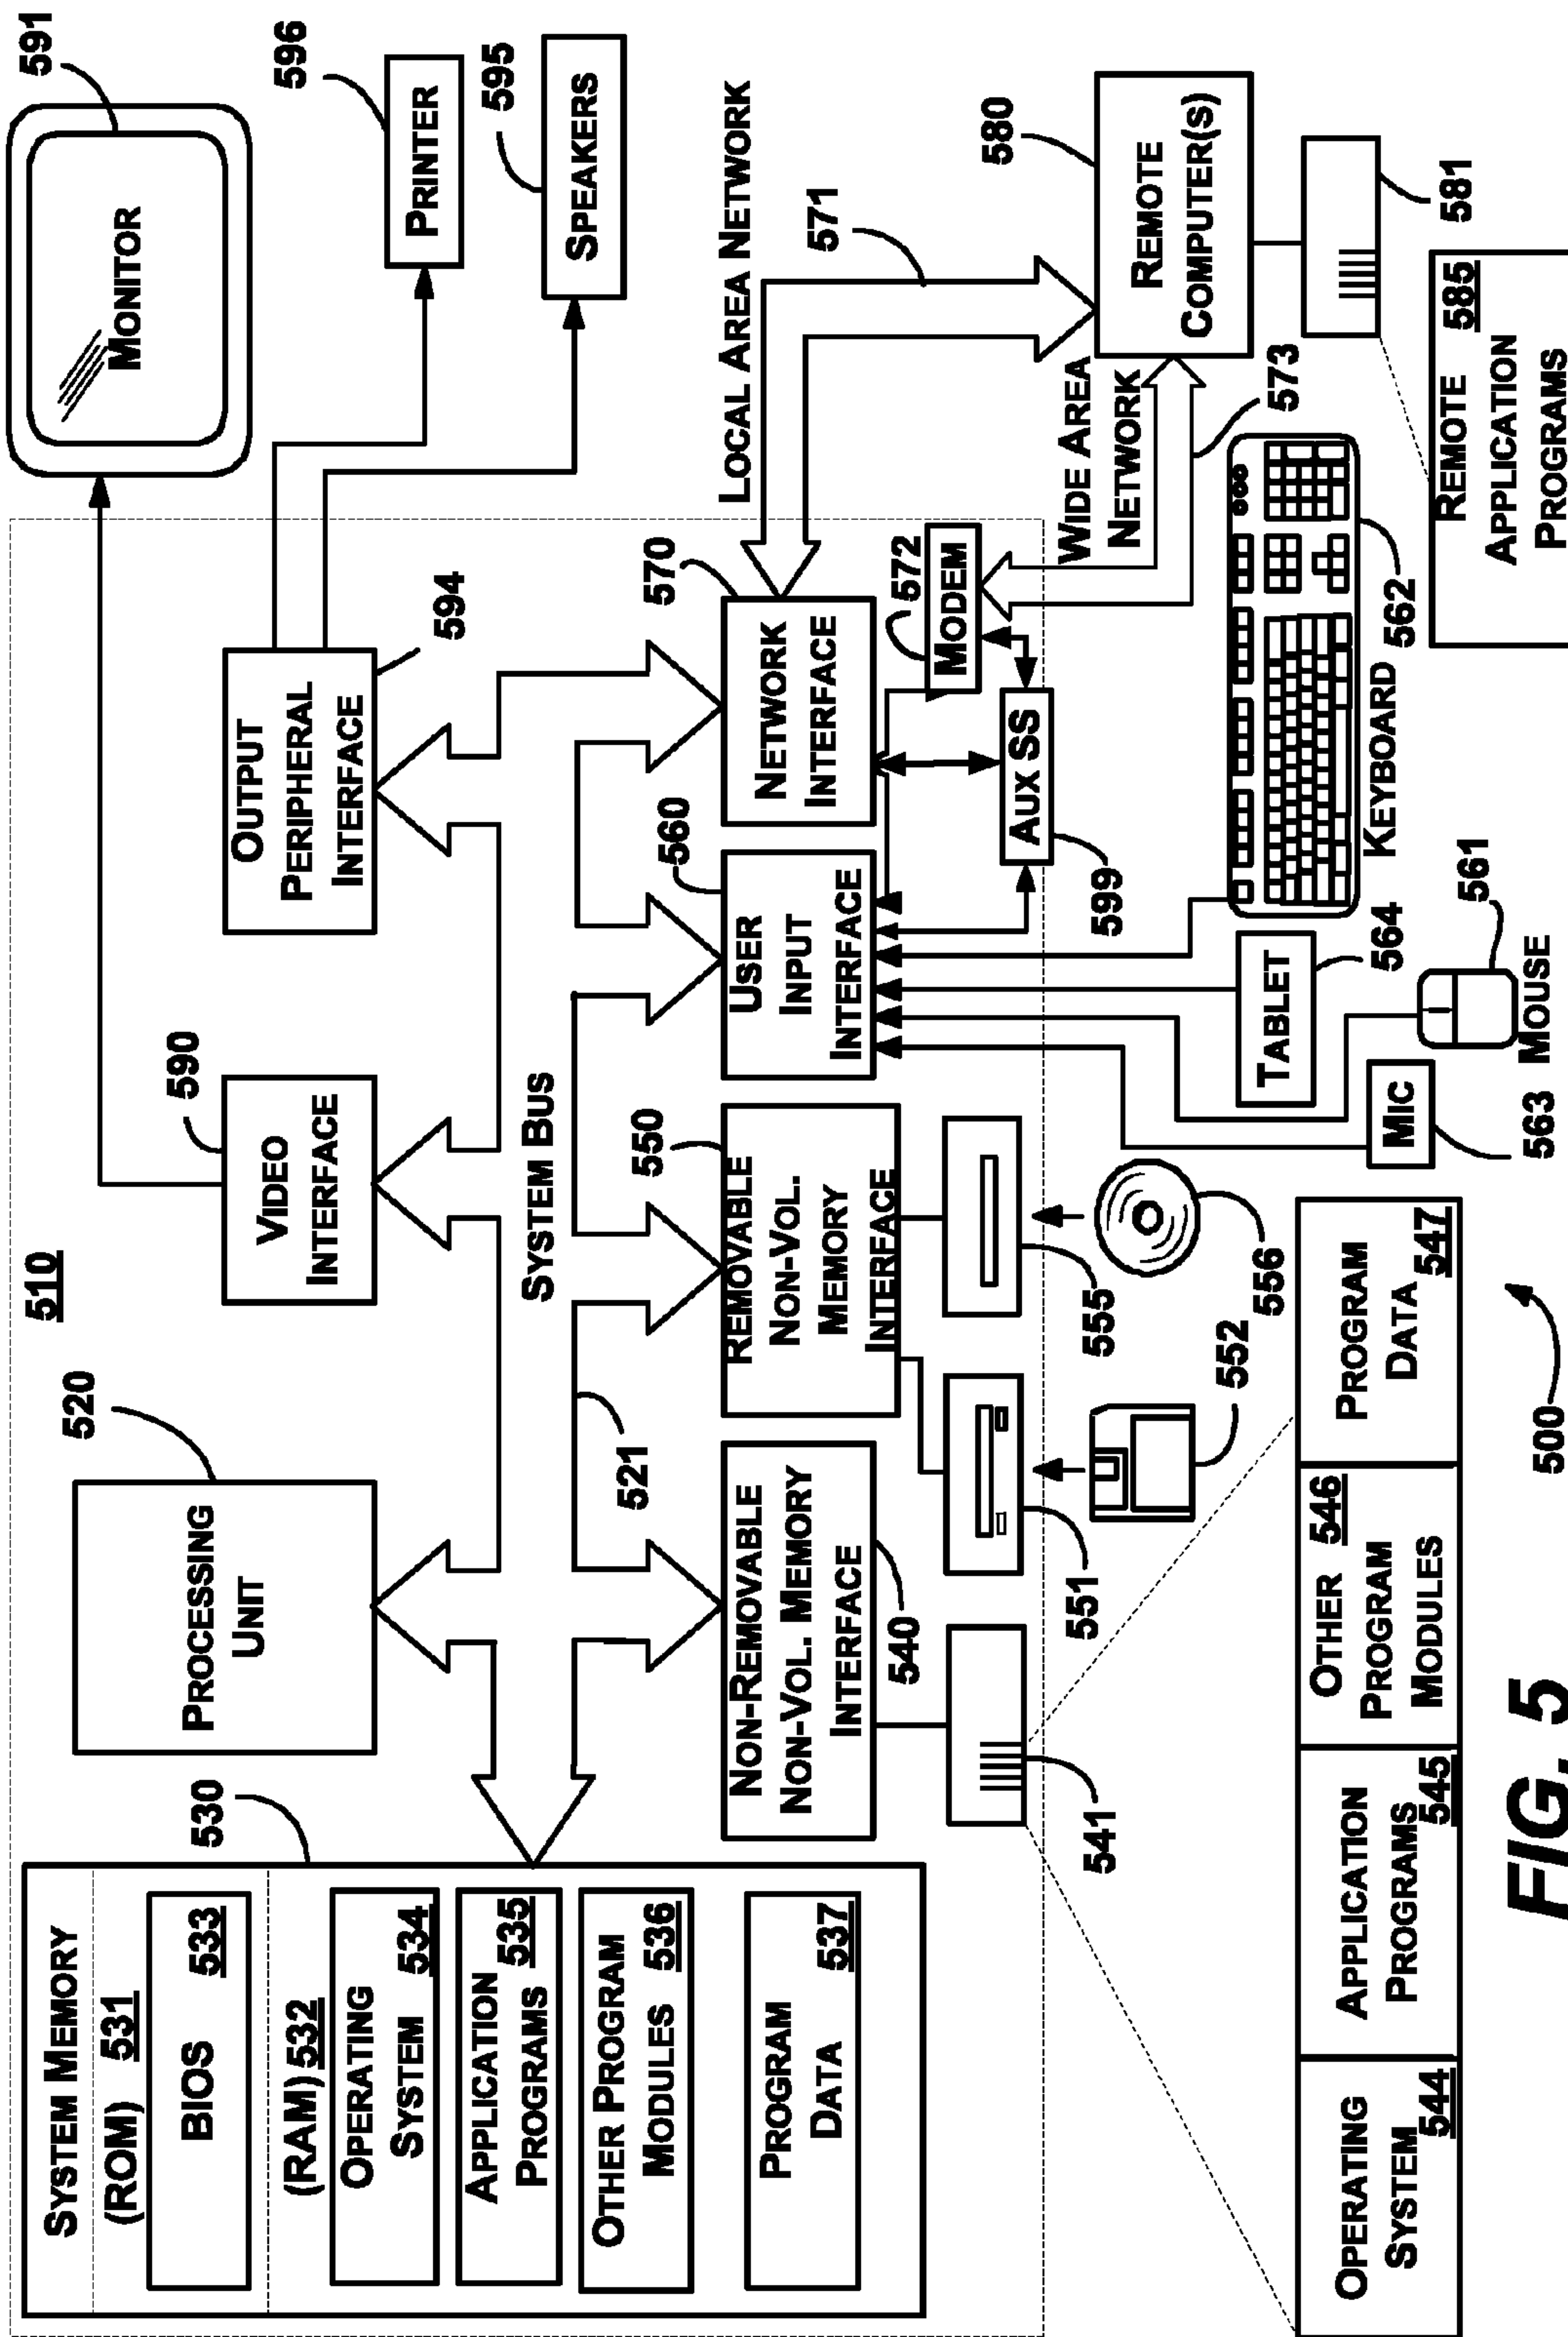 510
SYSTEM MEMORY
(ROM) 531
BIOS 533
(RAM) 532
OPERATING
SYSTEM 534
APPLICATION
PROGRAMS 535
OTHER PROGRAM
MODULES 536
PROGRAM
DATA 537
530
PROCESSING
UNIT
520
VIDEO
INTERFACE
590
OUTPUT
PERIPHERAL
INTERFACE
594
MONITOR
591
PRINTER
596
SPEAKERS
595
SYSTEM BUS
521
NON-REMOVABLE
NON-VOL. MEMORY
INTERFACE
540
REMOVABLE
NON-VOL.
MEMORY
INTERFACE
550
USER
INPUT
INTERFACE
560
NETWORK
INTERFACE
570
LOCAL AREA NETWORK
571
MODEM
572
AUX SS
599
WIDE AREA
NETWORK
573
REMOTE
COMPUTER(S)
580
581
REMOTE 585
APPLICATION
PROGRAMS
541
551
552
555
556
MIC
563
MOUSE
561
TABLET
564
KEYBOARD
562
OPERATING
SYSTEM 544
APPLICATION
PROGRAMS 545
OTHER 546
PROGRAM
MODULES
PROGRAM
DATA 547
500
FIG. 5